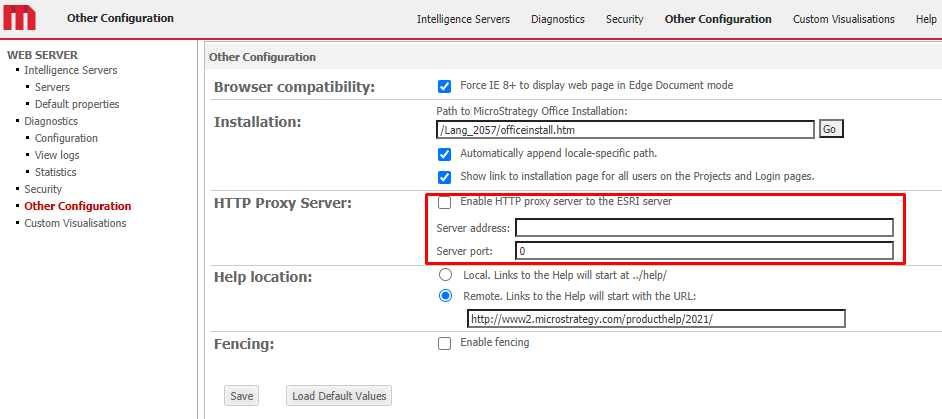 Other Configuration
Intelligence Servers Diagnostics Security Other Configuration Custom Visualisations Help
WEB SERVER
Intelligence Servers
Servers
Default properties
Diagnostics
Configuration
View logs
Statistics
Security
Other Configuration
Custom Visualisations
Other Configuration
Browser compatibility:
Force IE 8+ to display web page in Edge Document mode
Installation:
Path to MicroStrategy Office Installation:
/Lang_2057/officeinstall.htm Go
Automatically append locale-specific path.
Show link to installation page for all users on the Projects and Login pages.
HTTP Proxy Server:
Enable HTTP proxy server to the ESRI server
Server address:
Server port: 0
Help location:
Local. Links to the Help will start at ../help/
Remote. Links to the Help will start with the URL:
http://www2.microstrategy.com/producthelp/2021/
Fencing:
Enable fencing
Save Load Default Values